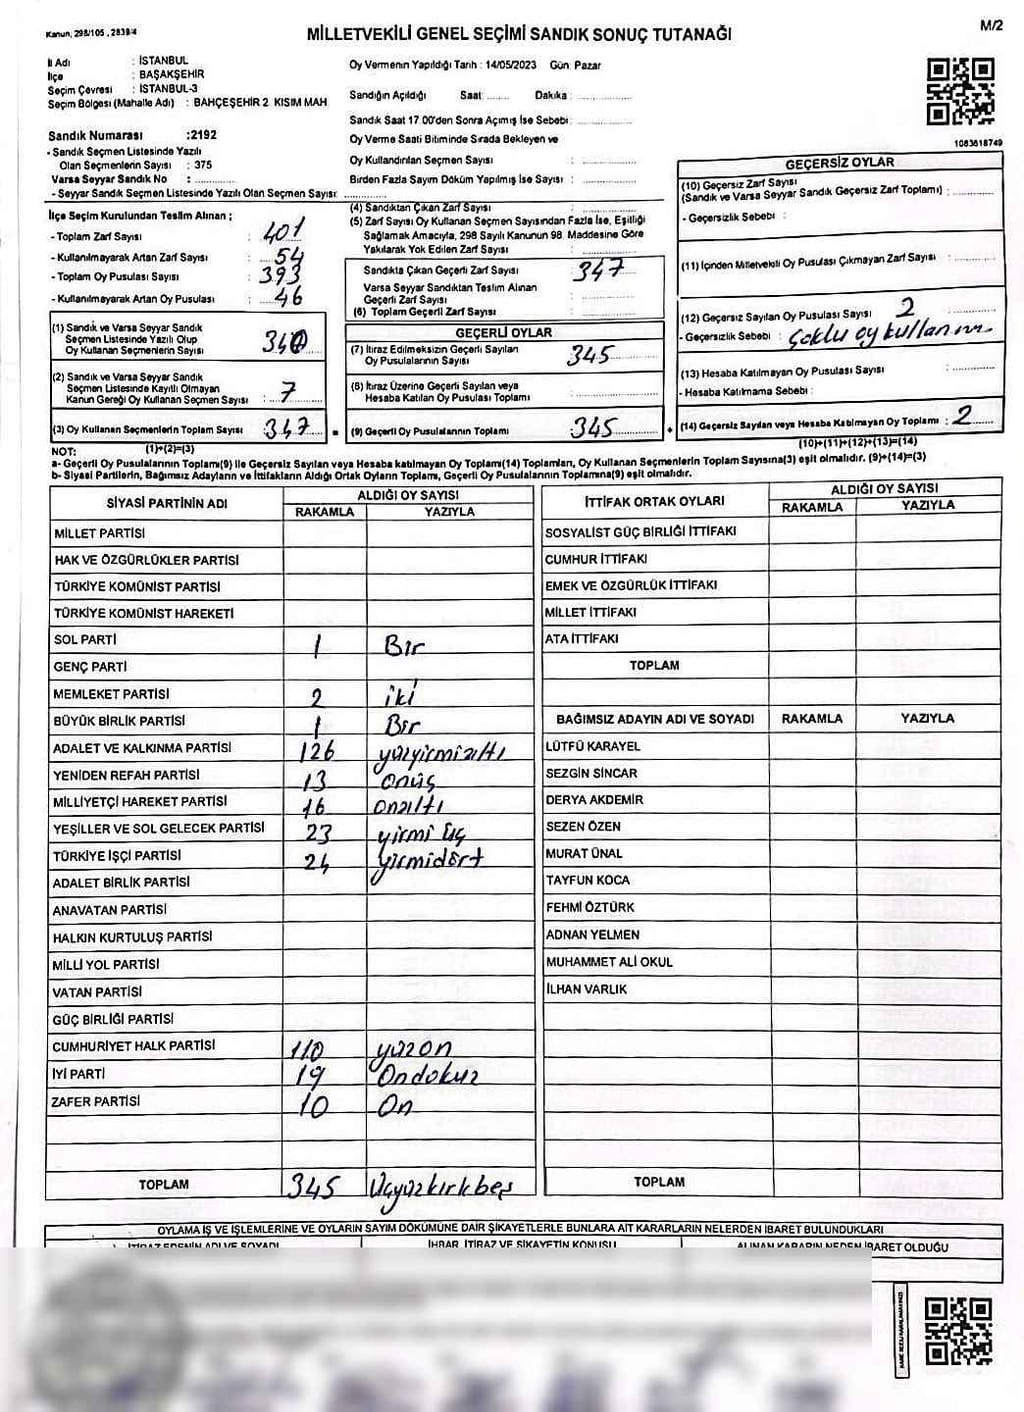 Kanun, 298/105 , 2839/4
MİLLETVEKİLİ GENEL SEÇİMİ SANDIK SONUÇ TUTANAĞI
M/2
İl Adı : İSTANBUL
İlçe : BAŞAKŞEHİR
Seçim Çevresi : İSTANBUL-3
Seçim Bölgesi (Mahalle Adı) : BAHÇEŞEHİR 2 KISIM MAH
Sandık Numarası :2192
- Sandık Seçmen Listesinde Yazılı
Olan Seçmenlerin Sayısı : 375
Varsa Seyyar Sandık No :
- Seyyar Sandık Seçmen Listesinde Yazılı Olan Seçmen Sayısı:
Oy Vermenin Yapıldığı Tarih : 14/05/2023 Gün: Pazar
Sandığın Açıldığı Saat: Dakika :
Sandık Saat 17.00'den Sonra Açılmış İse Sebebi:
Oy Verme Saati Bitiminde Sırada Bekleyen ve
Oy Kullandırılan Seçmen Sayısı :
Birden Fazla Sayım Döküm Yapılmış İse Sayısı :
1083618749
İlçe Seçim Kurulundan Teslim Alınan ;
- Toplam Zarf Sayısı : 401
- Kullanılmayarak Artan Zarf Sayısı : 54
- Toplam Oy Pusulası Sayısı : 393
- Kullanılmayarak Artan Oy Pusulası : 46
(1) Sandık ve Varsa Seyyar Sandık
Seçmen Listesinde Yazılı Olup
Oy Kullanan Seçmenlerin Sayısı 340
(2) Sandık ve Varsa Seyyar Sandık
Seçmen Listesinde Kayıtlı Olmayan
Kanun Gereği Oy Kullanan Seçmen Sayısı : 7
(3) Oy Kullanan Seçmenlerin Toplam Sayısı : 347 =
(4) Sandıktan Çıkan Zarf Sayısı :
(5) Zarf Sayısı Oy Kullanan Seçmen Sayısından Fazla İse, Eşitliği
Sağlamak Amacıyla, 298 Sayılı Kanunun 98. Maddesine Göre
Yakılarak Yok Edilen Zarf Sayısı :
Sandıkta Çıkan Geçerli Zarf Sayısı : 347
Varsa Seyyar Sandıktan Teslim Alınan
Geçerli Zarf Sayısı :
(6) Toplam Geçerli Zarf Sayısı :
GEÇERLİ OYLAR
(7) İtiraz Edilmeksizin Geçerli Sayılan
Oy Pusulalarının Sayısı : 345
(8) İtiraz Üzerine Geçerli Sayılan veya
Hesaba Katılan Oy Pusulası Toplamı :
(9) Geçerli Oy Pusulalarının Toplamı : 345 +
GEÇERSİZ OYLAR
(10) Geçersiz Zarf Sayısı
(Sandık ve Varsa Seyyar Sandık Geçersiz Zarf Toplamı) :
- Geçersizlik Sebebi :
(11) İçinden Milletvekili Oy Pusulası Çıkmayan Zarf Sayısı :
(12) Geçersiz Sayılan Oy Pusulası Sayısı : 2
- Geçersizlik Sebebi : Çoklu oy kullanımı
(13) Hesaba Katılmayan Oy Pusulası Sayısı :
- Hesaba Katılmama Sebebi :
(14) Geçersiz Sayılan veya Hesaba Katılmayan Oy Toplamı : 2
NOT: (1)+(2)=(3) (10)+(11)+(12)+(13)=(14)
a- Geçerli Oy Pusulalarının Toplamı(9) ile Geçersiz Sayılan veya Hesaba katılmayan Oy Toplamı(14) Toplamları, Oy Kullanan Seçmenlerin Toplam Sayısına(3) eşit olmalıdır. (9)+(14)=(3)
b- Siyasi Partilerin, Bağımsız Adayların ve İttifakların Aldığı Ortak Oyların Toplamı, Geçerli Oy Pusulalarının Toplamına(9) eşit olmalıdır.
SİYASİ PARTİNİN ADI ALDIĞI OY SAYISI
RAKAMLA YAZIYLA
MİLLET PARTİSİ
HAK VE ÖZGÜRLÜKLER PARTİSİ
TÜRKİYE KOMÜNİST PARTİSİ
TÜRKİYE KOMÜNİST HAREKETİ
SOL PARTİ 1 Bir
GENÇ PARTİ
MEMLEKET PARTİSİ 2 iki
BÜYÜK BİRLİK PARTİSİ 1 Bir
ADALET VE KALKINMA PARTİSİ 126 yüzyirmialtı
YENİDEN REFAH PARTİSİ 13 onüç
MİLLİYETÇİ HAREKET PARTİSİ 16 onaltı
YEŞİLLER VE SOL GELECEK PARTİSİ 23 yirmi üç
TÜRKİYE İŞÇİ PARTİSİ 24 yirmidört
ADALET BİRLİK PARTİSİ
ANAVATAN PARTİSİ
HALKIN KURTULUŞ PARTİSİ
MİLLİ YOL PARTİSİ
VATAN PARTİSİ
GÜÇ BİRLİĞİ PARTİSİ
CUMHURİYET HALK PARTİSİ 110 yüzon
İYİ PARTİ 19 Ondokuz
ZAFER PARTİSİ 10 On
TOPLAM 345 Üçyüzkırkbeş
İTTİFAK ORTAK OYLARI ALDIĞI OY SAYISI
RAKAMLA YAZIYLA
SOSYALİST GÜÇ BİRLİĞİ İTTİFAKI
CUMHUR İTTİFAKI
EMEK VE ÖZGÜRLÜK İTTİFAKI
MİLLET İTTİFAKI
ATA İTTİFAKI
TOPLAM
BAĞIMSIZ ADAYIN ADI VE SOYADI RAKAMLA YAZIYLA
LÜTFÜ KARAYEL
SEZGİN SİNCAR
DERYA AKDEMİR
SEZEN ÖZEN
MURAT ÜNAL
TAYFUN KOCA
FEHMİ ÖZTÜRK
ADNAN YELMEN
MUHAMMET ALİ OKUL
İLHAN VARLIK
TOPLAM
OYLAMA İŞ VE İŞLEMLERİNE VE OYLARIN SAYIM DÖKÜMÜNE DAİR ŞİKAYETLERLE BUNLARA AİT KARARLARIN NELERDEN İBARET BULUNDUKLARI
İTİRAZ EDENİN ADI VE SOYADI İHBAR, İTİRAZ VE ŞİKAYETİN KONUSU ALINAN KARARIN NEDEN İBARET OLDUĞU